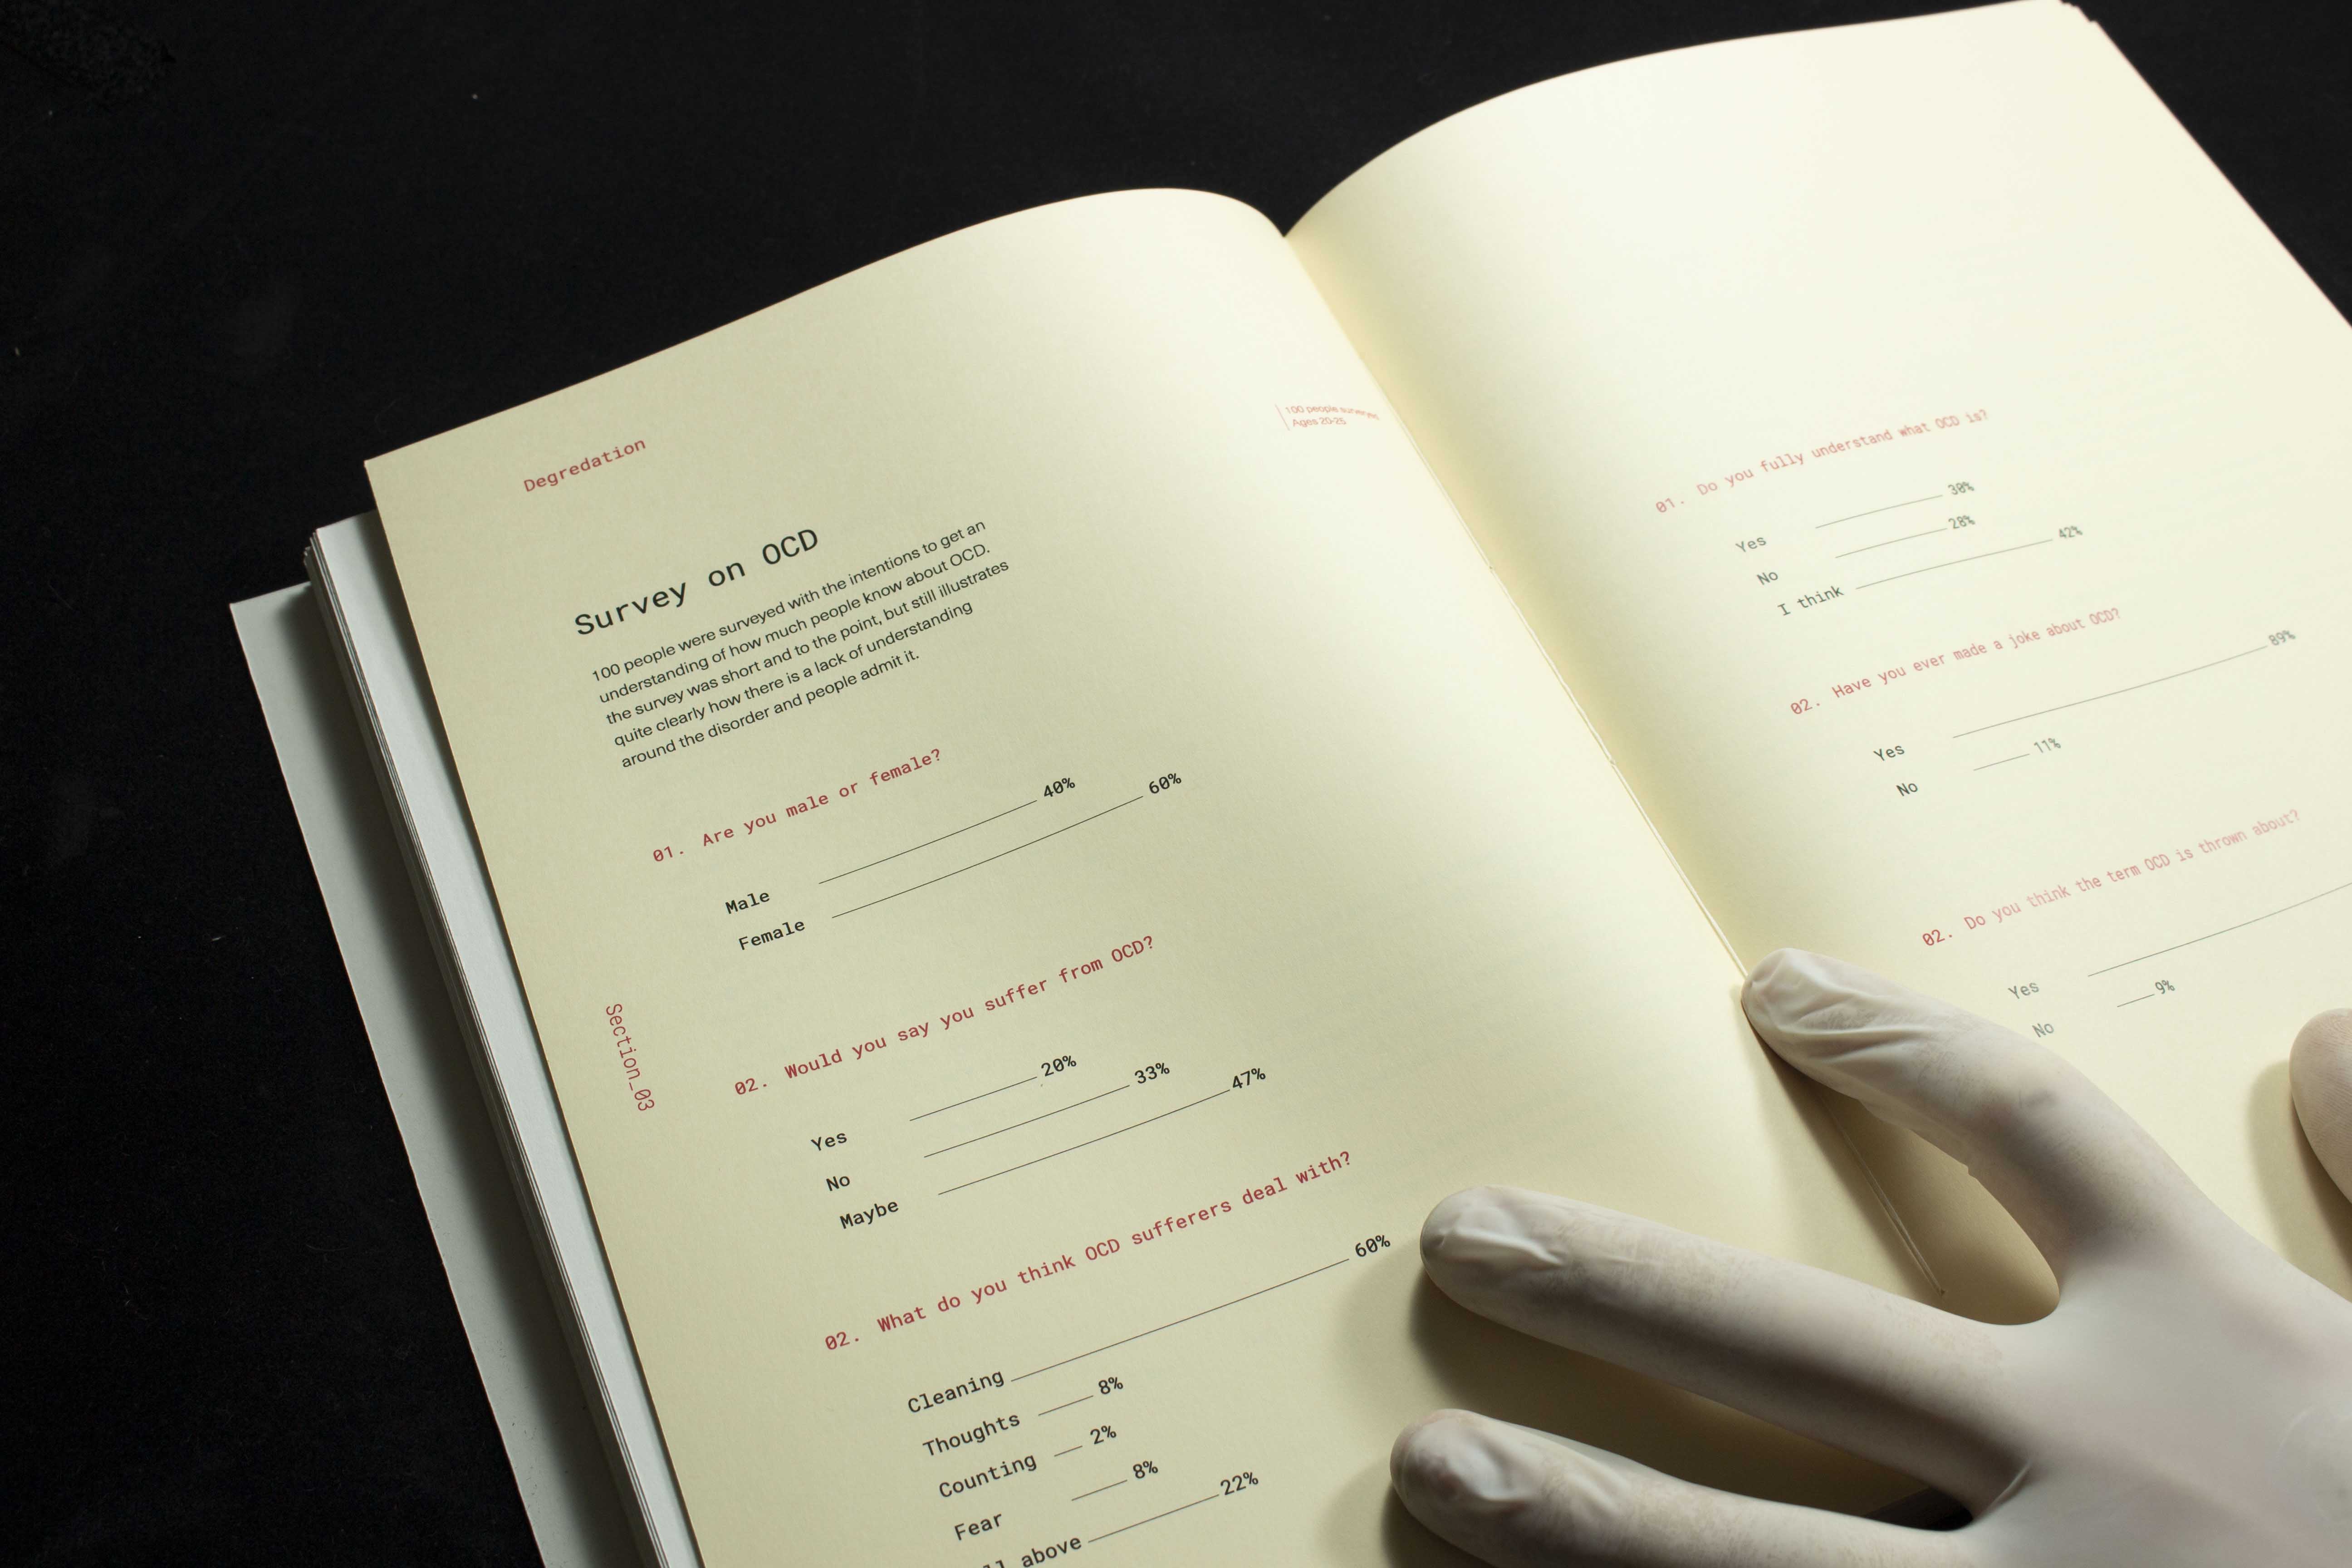 Degredation
100 people surveyed
Ages 20-25
Survey on OCD
100 people were surveyed with the intentions to get an
understanding of how much people know about OCD.
the survey was short and to the point, but still illustrates
quite clearly how there is a lack of understanding
around the disorder and people admit it.
01. Are you male or female?
Male 40%
Female 60%
Section_03
02. Would you say you suffer from OCD?
Yes 20%
No 33%
Maybe 47%
02. What do you think OCD sufferers deal with?
Cleaning 60%
Thoughts 8%
Counting 2%
Fear 8%
above 22%
01. Do you fully understand what OCD is?
Yes 30%
No 28%
I think 42%
02. Have you ever made a joke about OCD?
Yes 89%
No 11%
02. Do you think the term OCD is thrown about?
Yes
No 9%